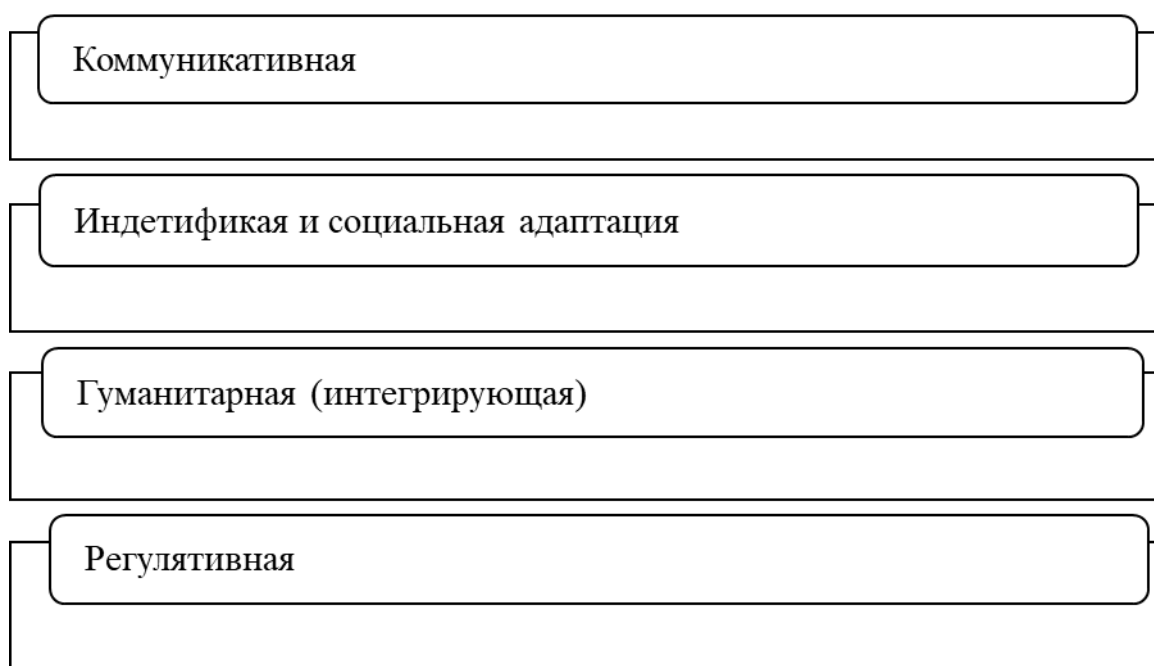 Коммуникативная
Индетификая и социальная адаптация
Гуманитарная (интегрирующая)
Регулятивная